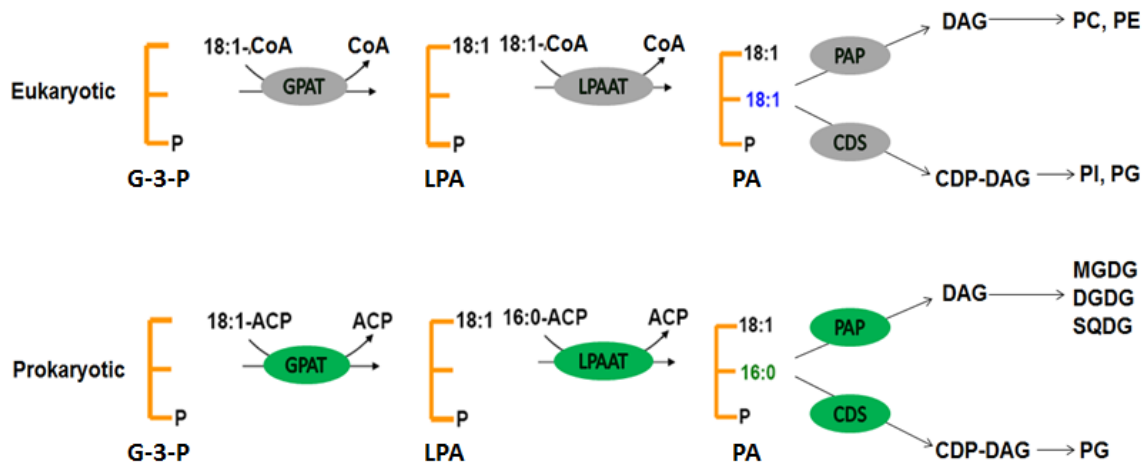 DAG PC, PE
18:1-CoA CoA 18:1 18:1-CoA CoA 18:1 PAP
Eukaryotic GPAT LPAAT 18:1
P P P CDS
G-3-P LPA PA CDP-DAG PI, PG
MGDG
DAG DGDG
SQDG
18:1-ACP ACP 18:1 16:0-ACP ACP 18:1 PAP
Prokaryotic GPAT LPAAT 16:0
P P P CDS
G-3-P LPA PA CDP-DAG PG